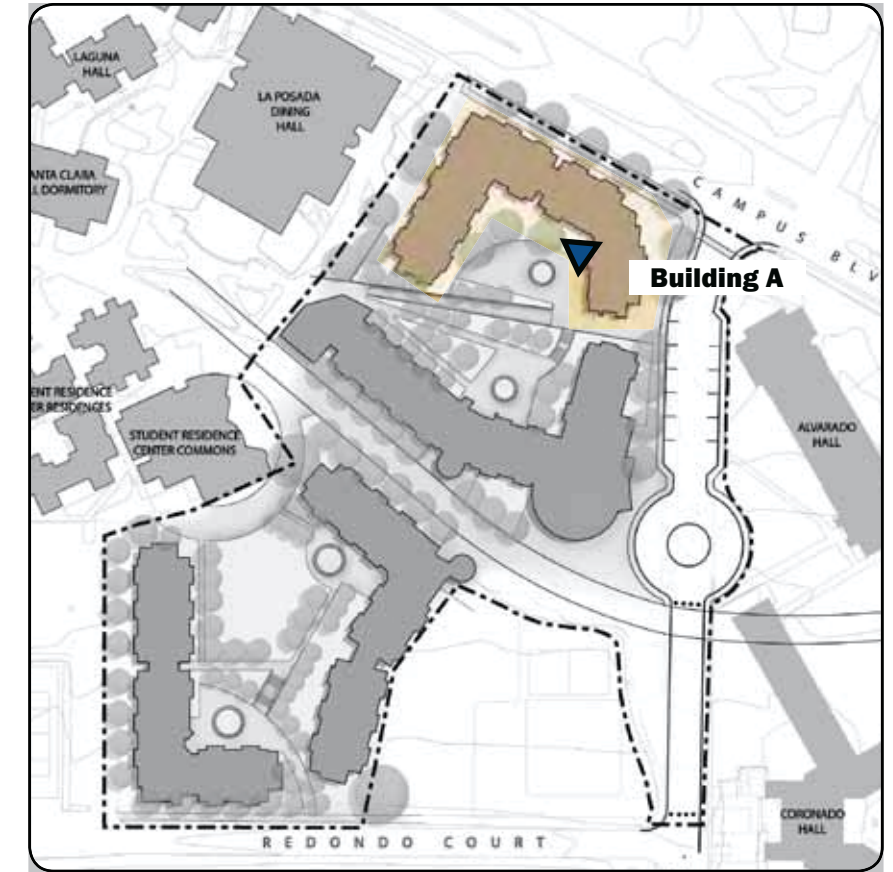 LAGUNA
HALL
LA POSADA
DINING
HALL
ANTA CLARA
L DORMITORY
CAMPUS BLV
Building A
ENT RESIDENCE
ER RESIDENCES
STUDENT RESIDENCE
CENTER COMMONS
ALVARADO
HALL
CORONADO
HALL
REDONDO COURT